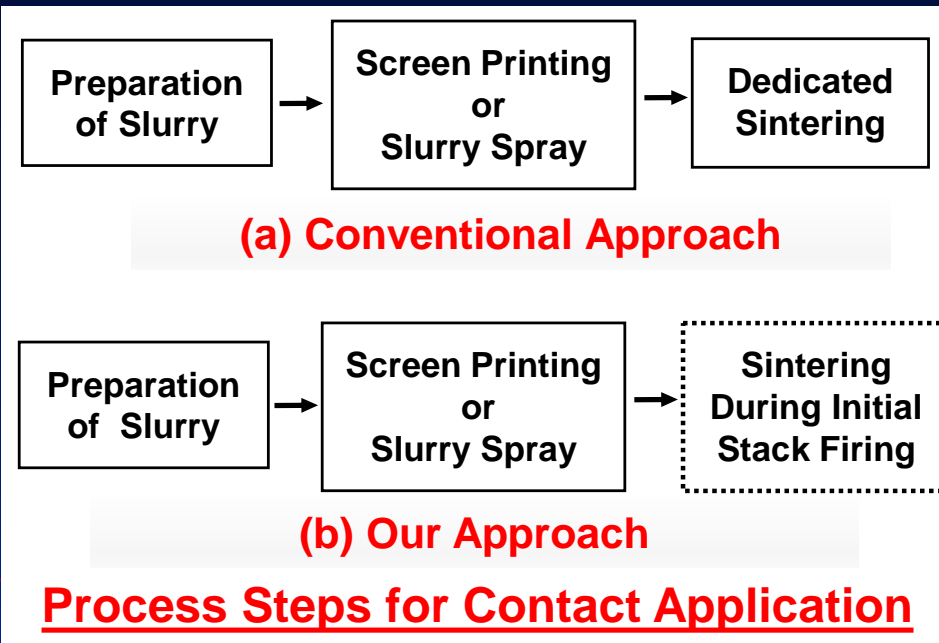 Preparation
of Slurry
Screen Printing
or
Slurry Spray
Dedicated
Sintering
(a) Conventional Approach
Preparation
of Slurry
Screen Printing
or
Slurry Spray
Sintering
During Initial
Stack Firing
(b) Our Approach
Process Steps for Contact Application